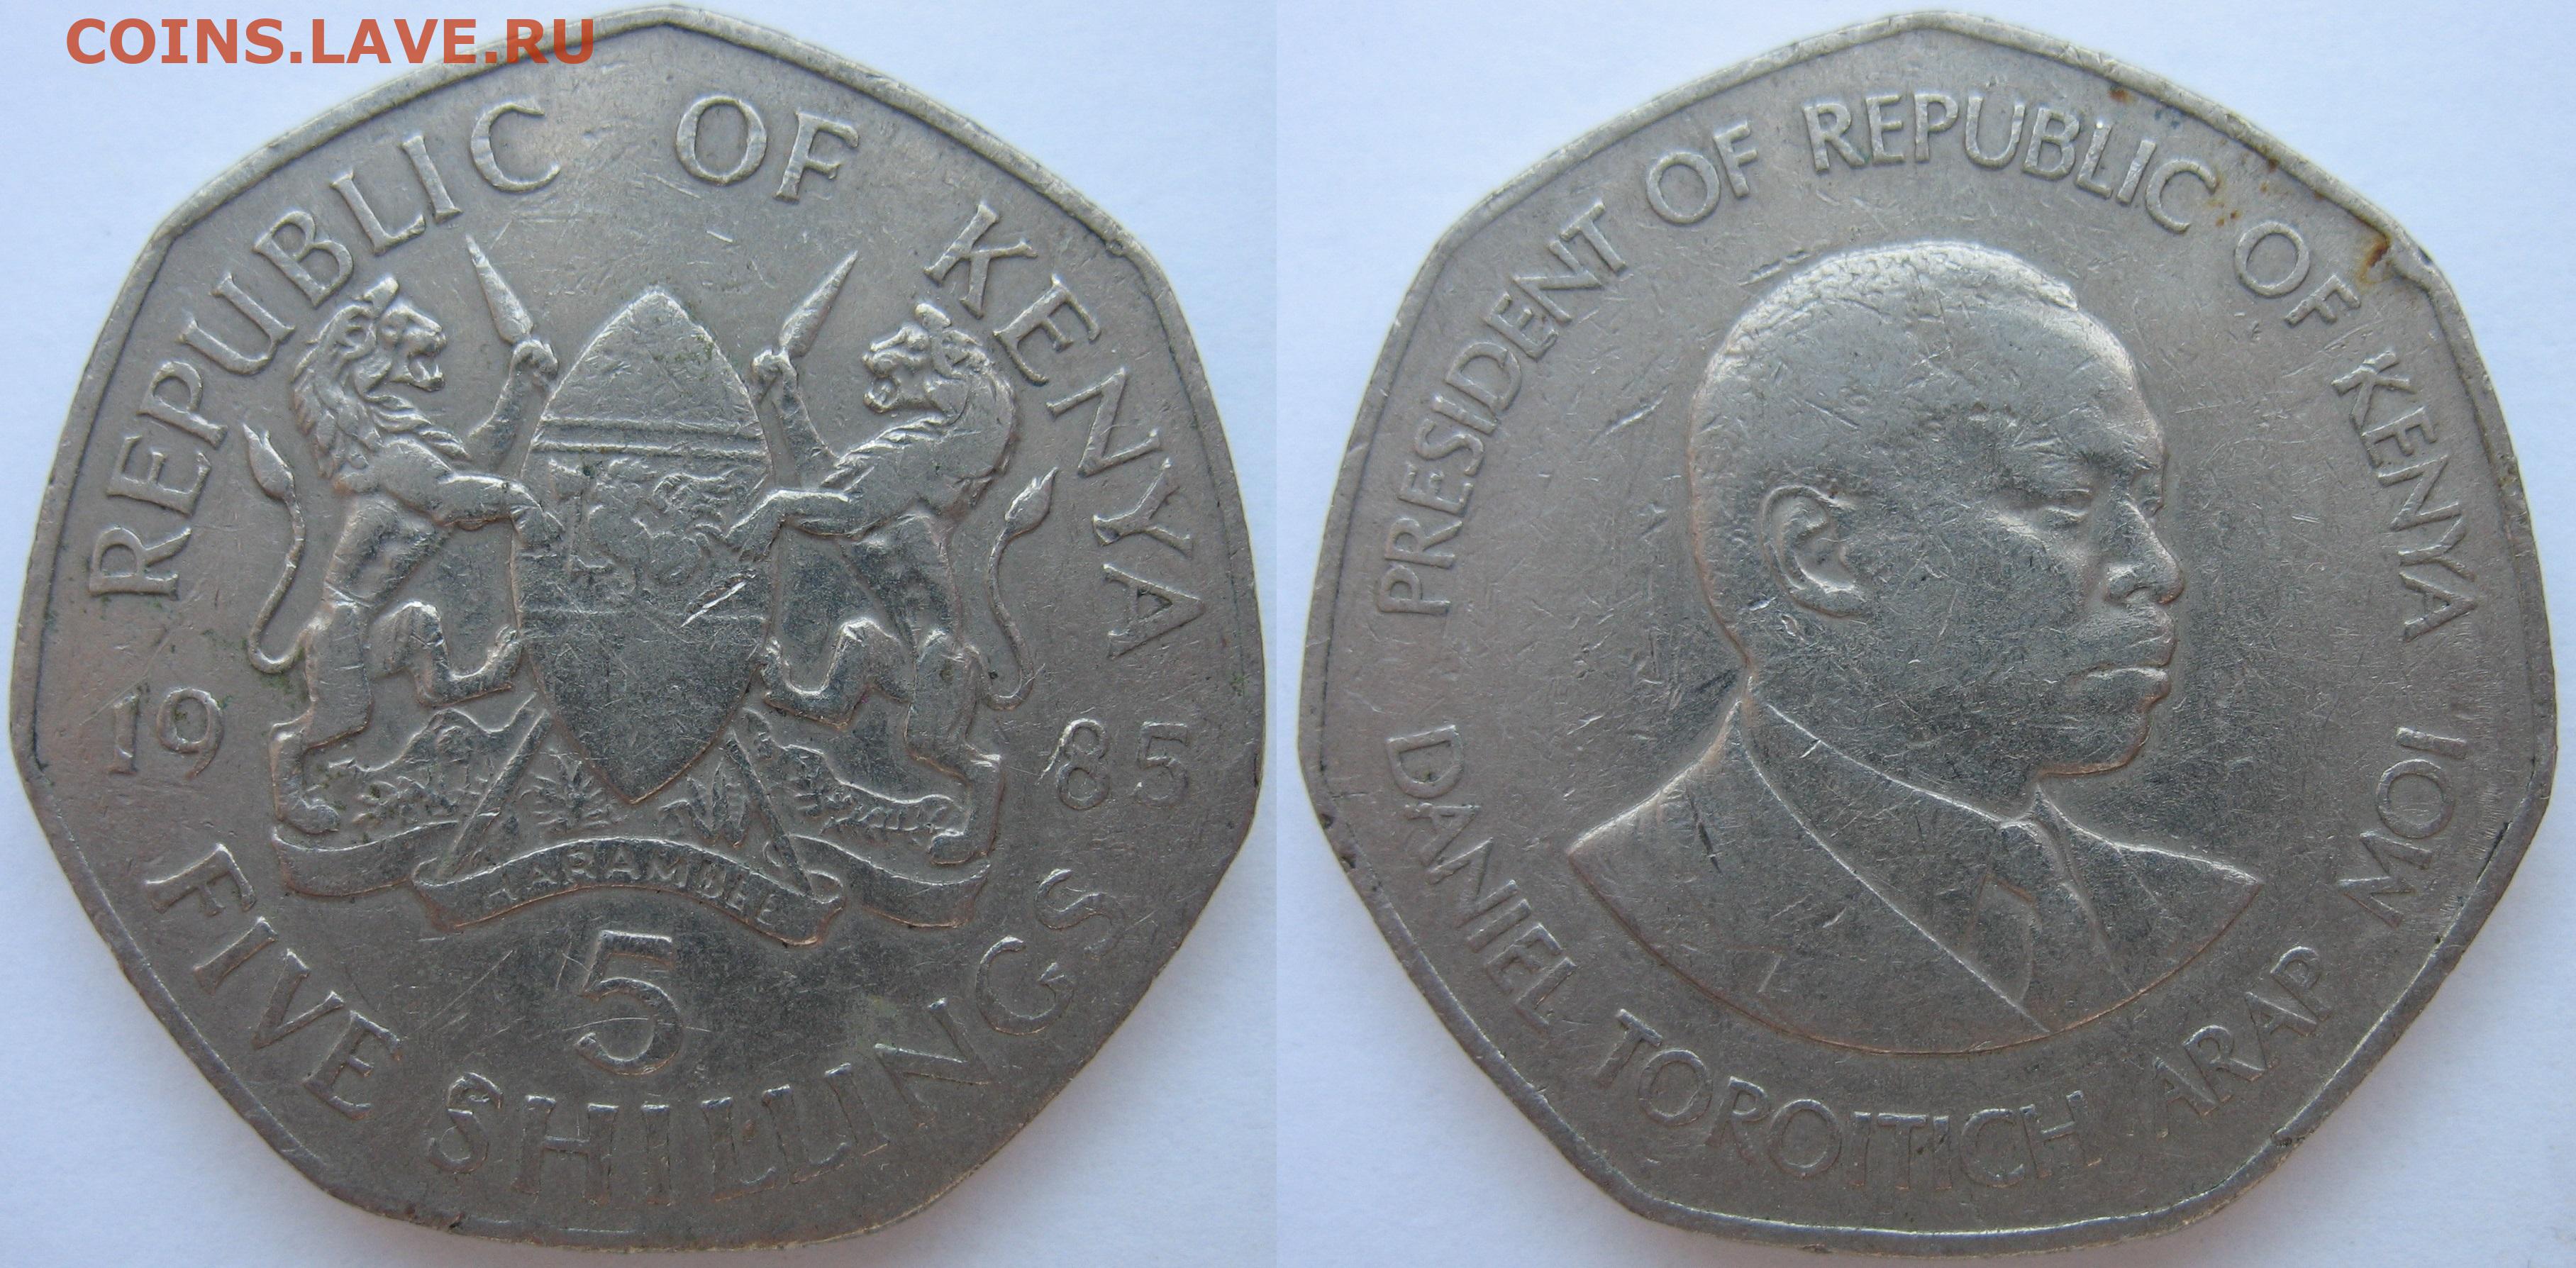 COINS.LAVE.RU
REPUBLIC OF KENYA
19 85
HARAMBEE
5
FIVE SHILLINGS
PRESIDENT OF REPUBLIC OF KENYA
DANIEL TOROITICH ARAP MOI